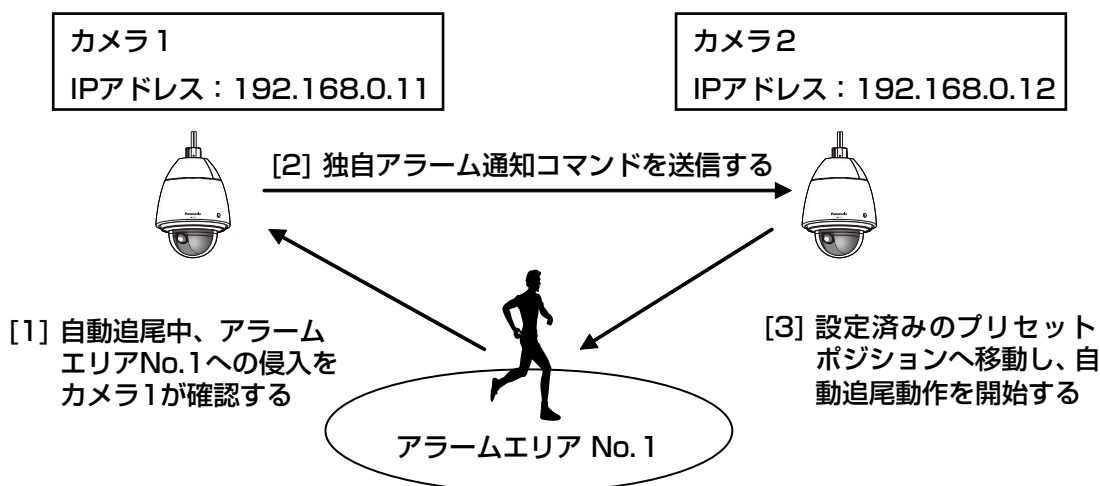 カメラ1
IPアドレス：192.168.0.11
カメラ2
IPアドレス：192.168.0.12
[2] 独自アラーム通知コマンドを送信する
Panasonic
Panasonic
[1] 自動追尾中、アラーム
エリアNo.1への侵入を
カメラ1が確認する
[3] 設定済みのプリセット
ポジションへ移動し、自
動追尾動作を開始する
アラームエリア No.1